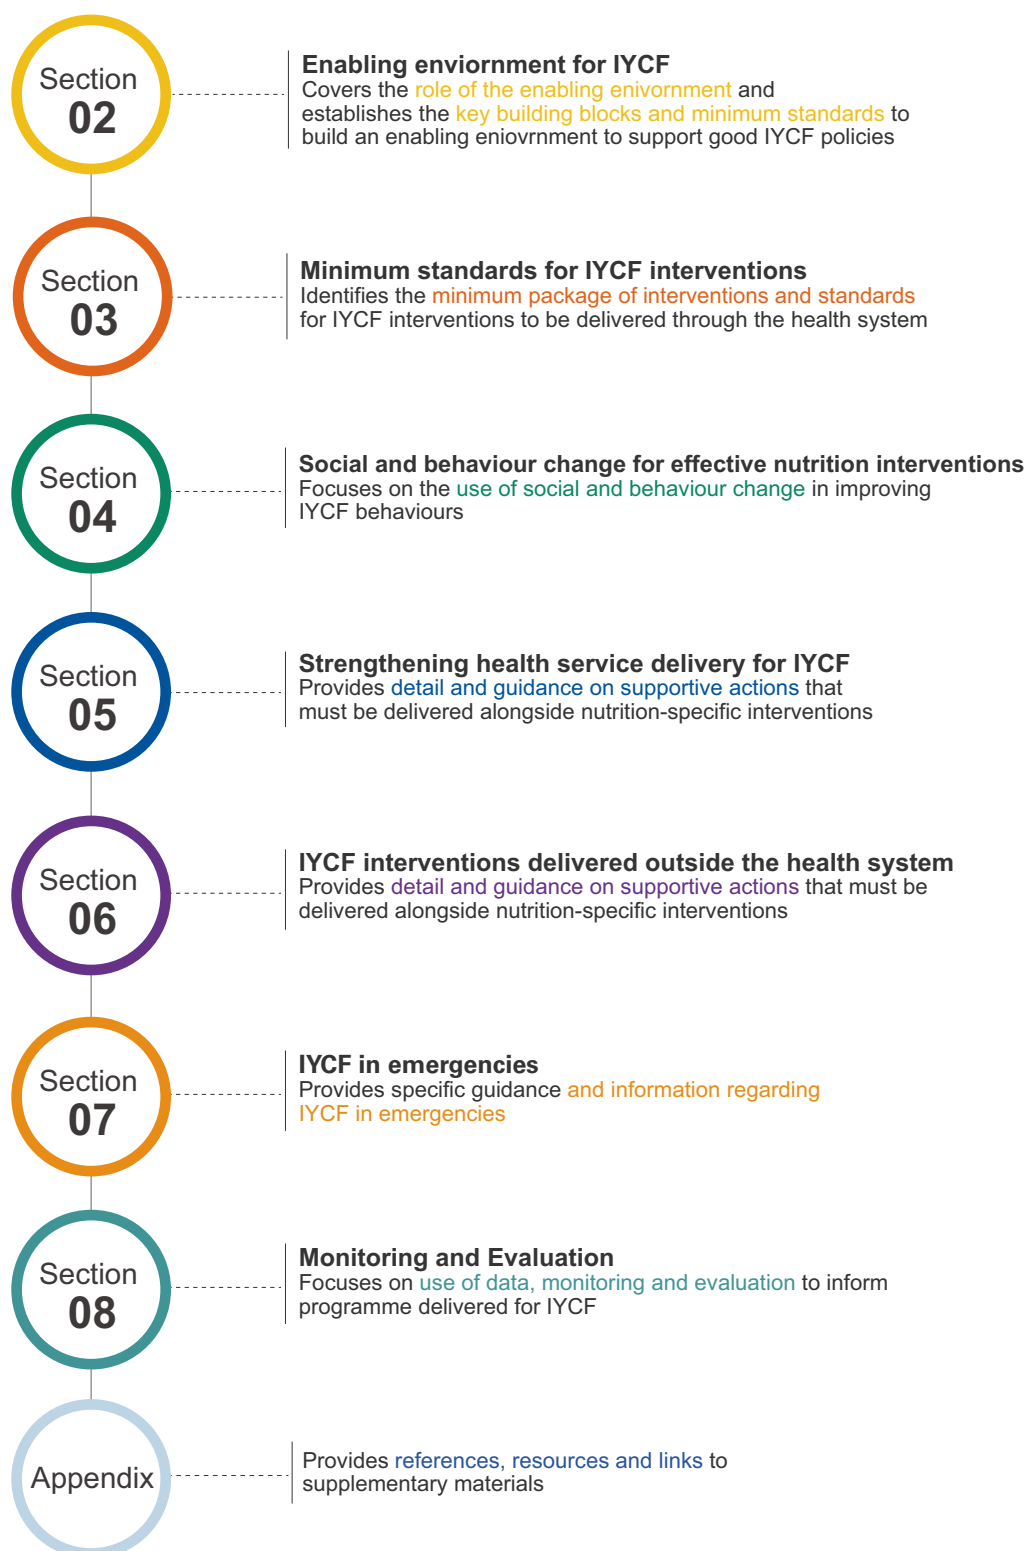 Section
02
Enabling enviornment for IYCF
Covers the role of the enabling enivornment and
establishes the key building blocks and minimum standards to
build an enabling eniovrnment to support good IYCF policies
Section
03
Minimum standards for IYCF interventions
Identifies the minimum package of interventions and standards
for IYCF interventions to be delivered through the health system
Section
04
Social and behaviour change for effective nutrition interventions
Focuses on the use of social and behaviour change in improving
IYCF behaviours
Section
05
Strengthening health service delivery for IYCF
Provides detail and guidance on supportive actions that
must be delivered alongside nutrition-specific interventions
Section
06
IYCF interventions delivered outside the health system
Provides detail and guidance on supportive actions that must be
delivered alongside nutrition-specific interventions
Section
07
IYCF in emergencies
Provides specific guidance and information regarding
IYCF in emergencies
Section
08
Monitoring and Evaluation
Focuses on use of data, monitoring and evaluation to inform
programme delivered for IYCF
Appendix
Provides references, resources and links to
supplementary materials